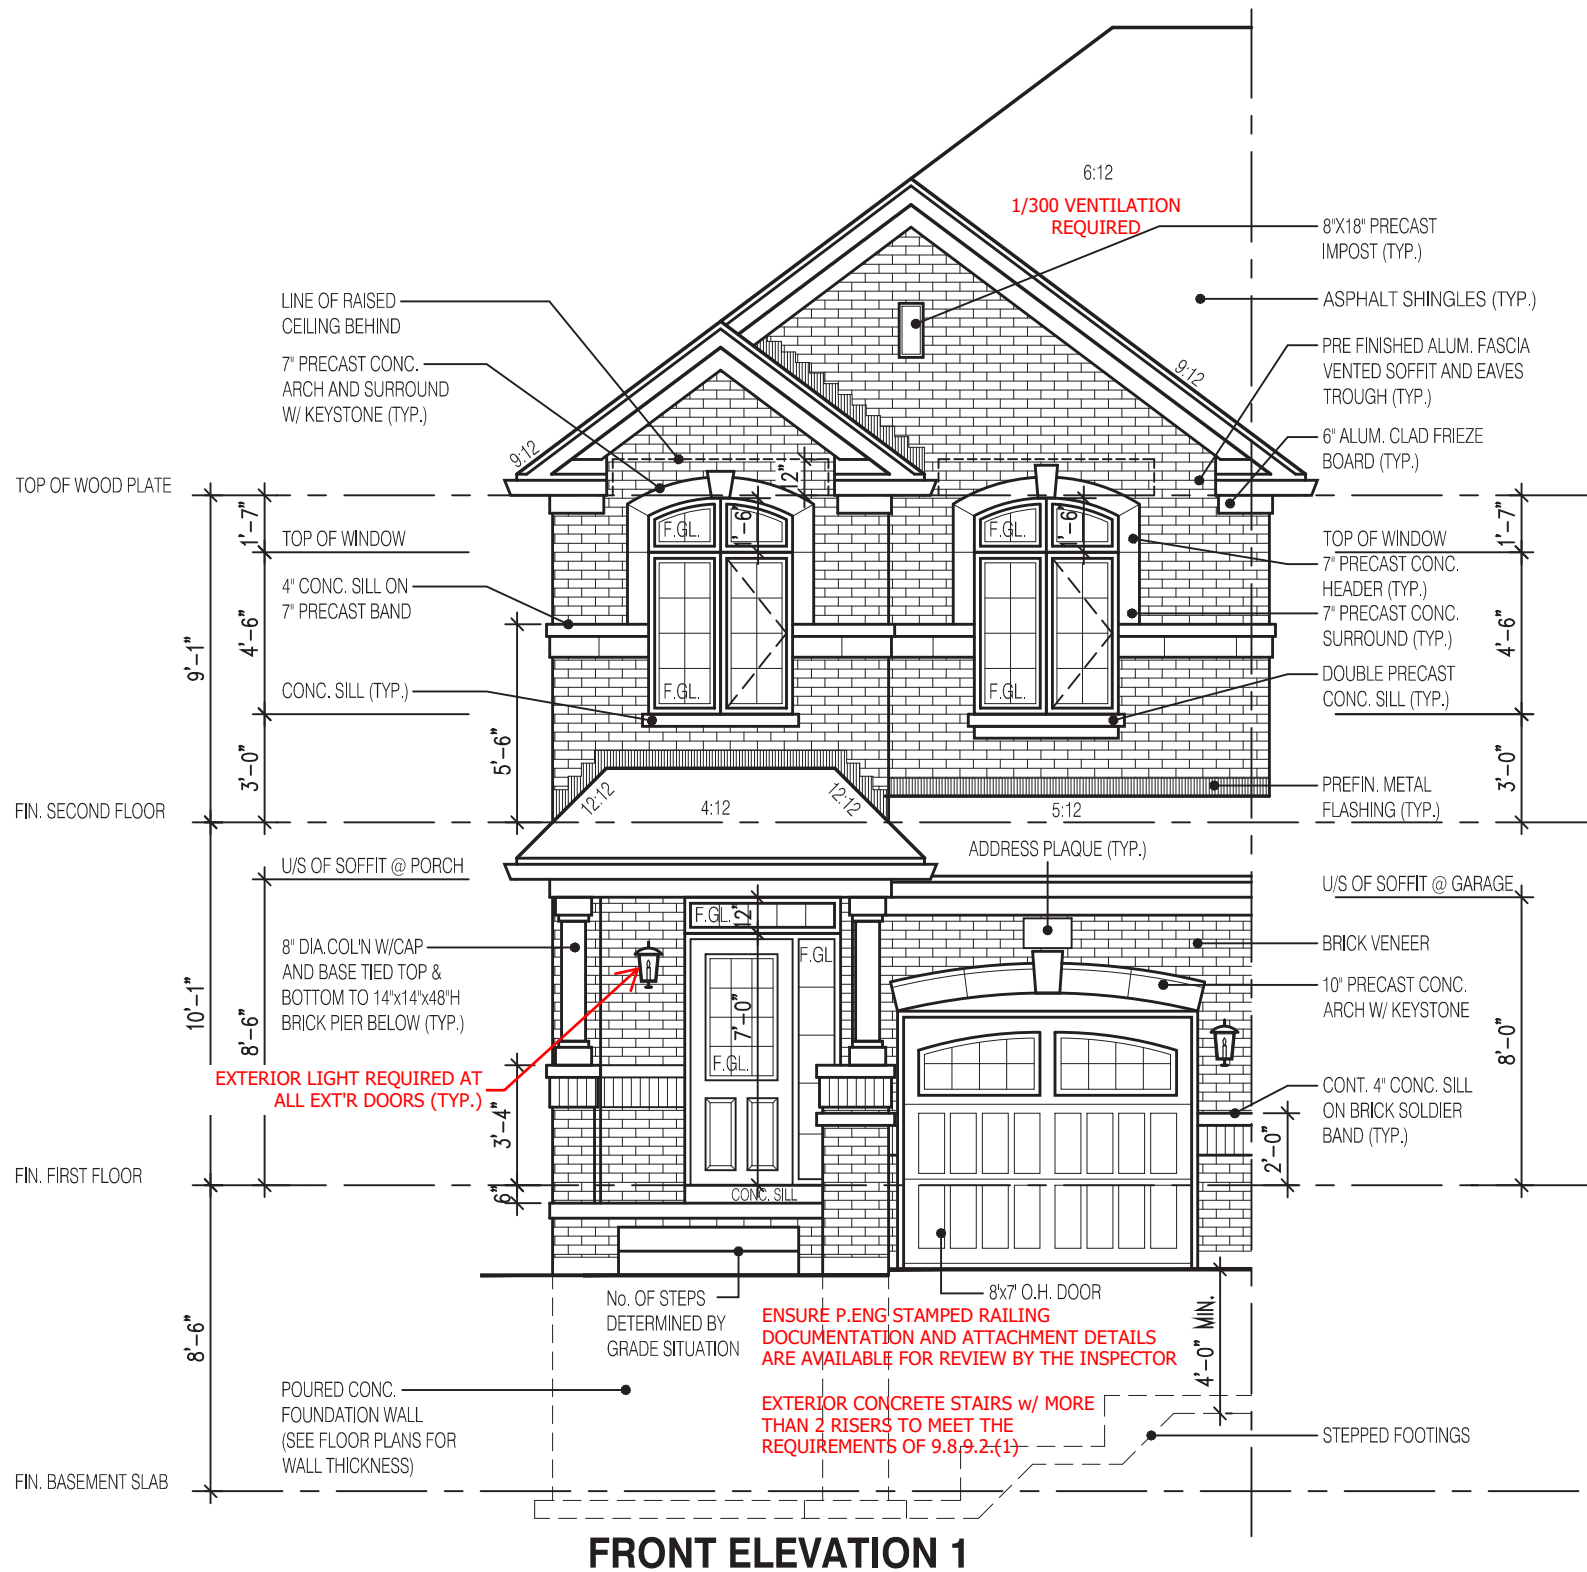 6:12
1/300 VENTILATION
REQUIRED
8"X18" PRECAST
IMPOST (TYP.)
ASPHALT SHINGLES (TYP.)
LINE OF RAISED
CEILING BEHIND
PRE FINISHED ALUM. FASCIA
VENTED SOFFIT AND EAVES
TROUGH (TYP.)
7" PRECAST CONC.
ARCH AND SURROUND
W/ KEYSTONE (TYP.)
9:12
9:12
6" ALUM. CLAD FRIEZE
BOARD (TYP.)
12"
TOP OF WOOD PLATE
1'-7"
TOP OF WINDOW
F.GL.
1'-6"
F.GL.
1'-6"
TOP OF WINDOW
1'-7"
7" PRECAST CONC.
HEADER (TYP.)
4" CONC. SILL ON
7" PRECAST BAND
7" PRECAST CONC.
SURROUND (TYP.)
9'-1"
4'-6"
4'-6"
CONC. SILL (TYP.)
F.GL.
F.GL.
DOUBLE PRECAST
CONC. SILL (TYP.)
3'-0"
5'-6"
3'-0"
PREFIN. METAL
FLASHING (TYP.)
FIN. SECOND FLOOR
12:12
4:12
12:12
5:12
ADDRESS PLAQUE (TYP.)
U/S OF SOFFIT @ PORCH
U/S OF SOFFIT @ GARAGE
F.GL.
12"
F.GL
8" DIA.COL'N W/CAP
AND BASE TIED TOP &
BOTTOM TO 14"x14"x48"H
BRICK PIER BELOW (TYP.)
BRICK VENEER
10" PRECAST CONC.
ARCH W/ KEYSTONE
10'-1"
8'-6"
7'-0"
F.GL.
8'-0"
EXTERIOR LIGHT REQUIRED AT
ALL EXT'R DOORS (TYP.)
CONT. 4" CONC. SILL
ON BRICK SOLDIER
BAND (TYP.)
3'-4"
2'-0"
FIN. FIRST FLOOR
6"
CONC. SILL
No. OF STEPS
DETERMINED BY
GRADE SITUATION
8'x7' O.H. DOOR
ENSURE P.ENG STAMPED RAILING
DOCUMENTATION AND ATTACHMENT DETAILS
ARE AVAILABLE FOR REVIEW BY THE INSPECTOR
4'-0" MIN.
8'-6"
POURED CONC.
FOUNDATION WALL
(SEE FLOOR PLANS FOR
WALL THICKNESS)
EXTERIOR CONCRETE STAIRS w/ MORE
THAN 2 RISERS TO MEET THE
REQUIREMENTS OF 9.8.9.2.(1)
STEPPED FOOTINGS
FIN. BASEMENT SLAB
FRONT ELEVATION 1